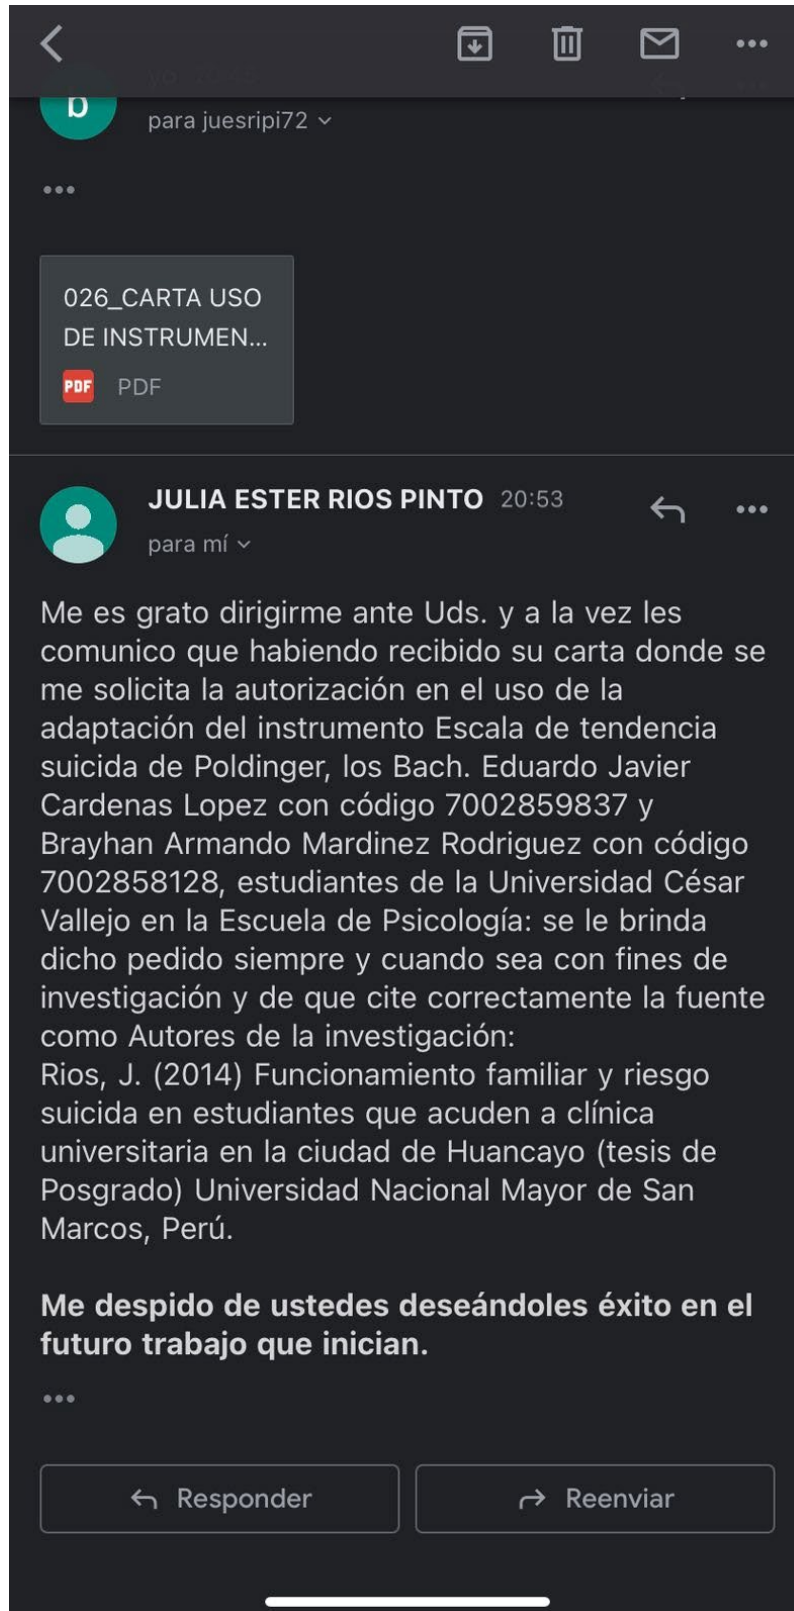 para juesripi72
026_CARTA USO
DE INSTRUMEN...
PDF PDF
JULIA ESTER RIOS PINTO 20:53
para mí
Me es grato dirigirme ante Uds. y a la vez les
comunico que habiendo recibido su carta donde se
me solicita la autorización en el uso de la
adaptación del instrumento Escala de tendencia
suicida de Poldinger, los Bach. Eduardo Javier
Cardenas Lopez con código 7002859837 y
Brayhan Armando Mardinez Rodriguez con código
7002858128, estudiantes de la Universidad César
Vallejo en la Escuela de Psicología: se le brinda
dicho pedido siempre y cuando sea con fines de
investigación y de que cite correctamente la fuente
como Autores de la investigación:
Rios, J. (2014) Funcionamiento familiar y riesgo
suicida en estudiantes que acuden a clínica
universitaria en la ciudad de Huancayo (tesis de
Posgrado) Universidad Nacional Mayor de San
Marcos, Perú.
Me despido de ustedes deseándoles éxito en el
futuro trabajo que inician.
Responder Reenviar